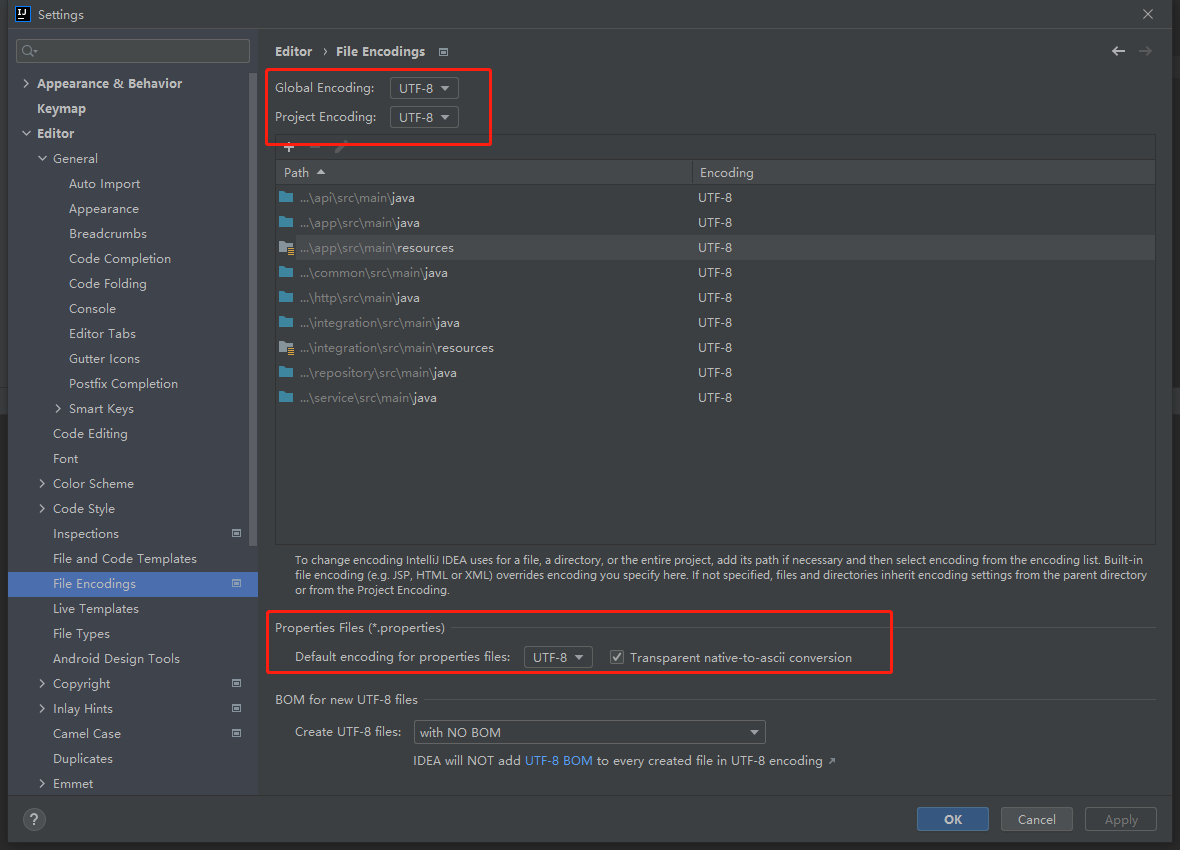 Settings
Appearance & Behavior
Keymap
Editor
General
Auto Import
Appearance
Breadcrumbs
Code Completion
Code Folding
Console
Editor Tabs
Gutter Icons
Postfix Completion
Smart Keys
Code Editing
Font
Color Scheme
Code Style
Inspections
File and Code Templates
File Encodings
Live Templates
File Types
Android Design Tools
Copyright
Inlay Hints
Camel Case
Duplicates
Emmet
Editor › File Encodings
Global Encoding: UTF-8
Project Encoding: UTF-8
Path Encoding
...\api\src\main\java UTF-8
...\app\src\main\java UTF-8
...\app\src\main\resources UTF-8
...\common\src\main\java UTF-8
...\http\src\main\java UTF-8
...\integration\src\main\java UTF-8
...\integration\src\main\resources UTF-8
...\repository\src\main\java UTF-8
...\service\src\main\java UTF-8
To change encoding IntelliJ IDEA uses for a file, a directory, or the entire project, add its path if necessary and then select encoding from the encoding list. Built-in
file encoding (e.g. JSP, HTML or XML) overrides encoding you specify here. If not specified, files and directories inherit encoding settings from the parent directory
or from the Project Encoding.
Properties Files (*.properties)
Default encoding for properties files: UTF-8 Transparent native-to-ascii conversion
BOM for new UTF-8 files
Create UTF-8 files: with NO BOM
IDEA will NOT add UTF-8 BOM to every created file in UTF-8 encoding ↗
? OK Cancel Apply